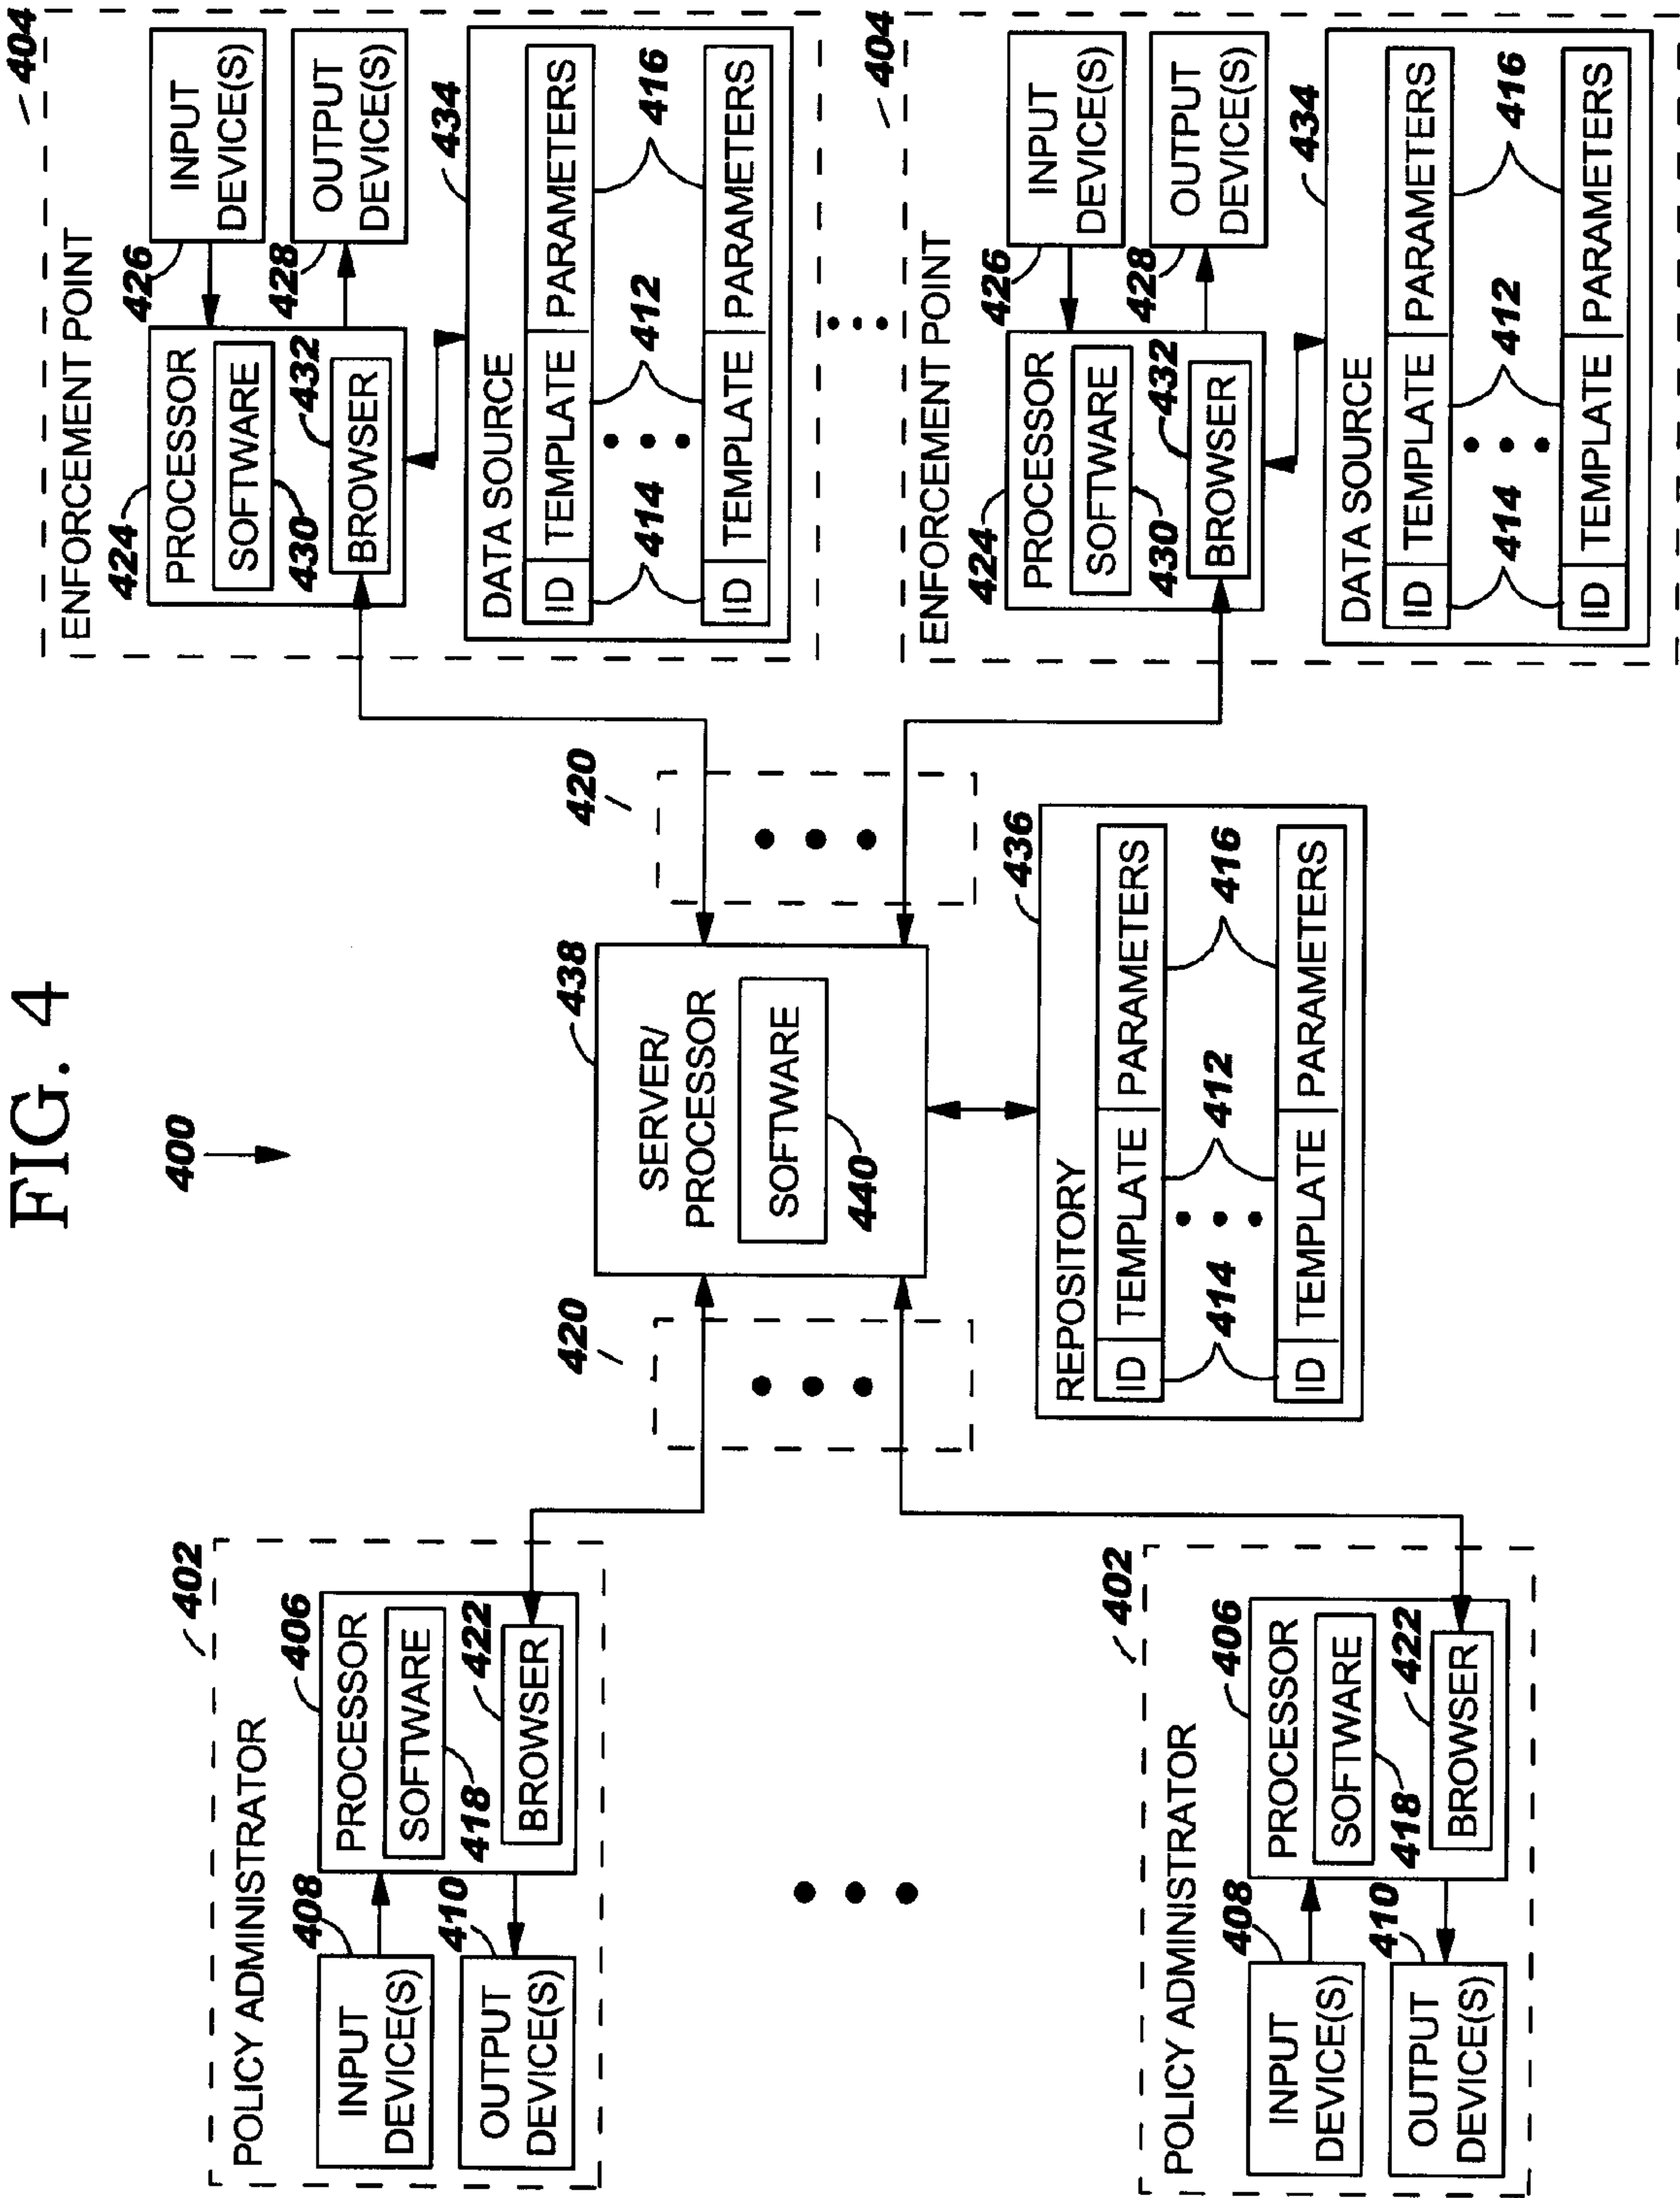 FIG. 4
400
402
POLICY ADMINISTRATOR
408
INPUT
DEVICE(S)
410
OUTPUT
DEVICE(S)
406
PROCESSOR
SOFTWARE
418
422
BROWSER
402
POLICY ADMINISTRATOR
408
INPUT
DEVICE(S)
410
OUTPUT
DEVICE(S)
406
PROCESSOR
SOFTWARE
418
422
BROWSER
420
438
SERVER/
PROCESSOR
SOFTWARE
440
420
436
REPOSITORY
ID TEMPLATE PARAMETERS
414 412 416
ID TEMPLATE PARAMETERS
404
ENFORCEMENT POINT
424
PROCESSOR
SOFTWARE
430 432
BROWSER
426
INPUT
DEVICE(S)
428
OUTPUT
DEVICE(S)
434
DATA SOURCE
ID TEMPLATE PARAMETERS
414 412 416
ID TEMPLATE PARAMETERS
404
ENFORCEMENT POINT
424
PROCESSOR
SOFTWARE
430 432
BROWSER
426
INPUT
DEVICE(S)
428
OUTPUT
DEVICE(S)
434
DATA SOURCE
ID TEMPLATE PARAMETERS
414 412 416
ID TEMPLATE PARAMETERS